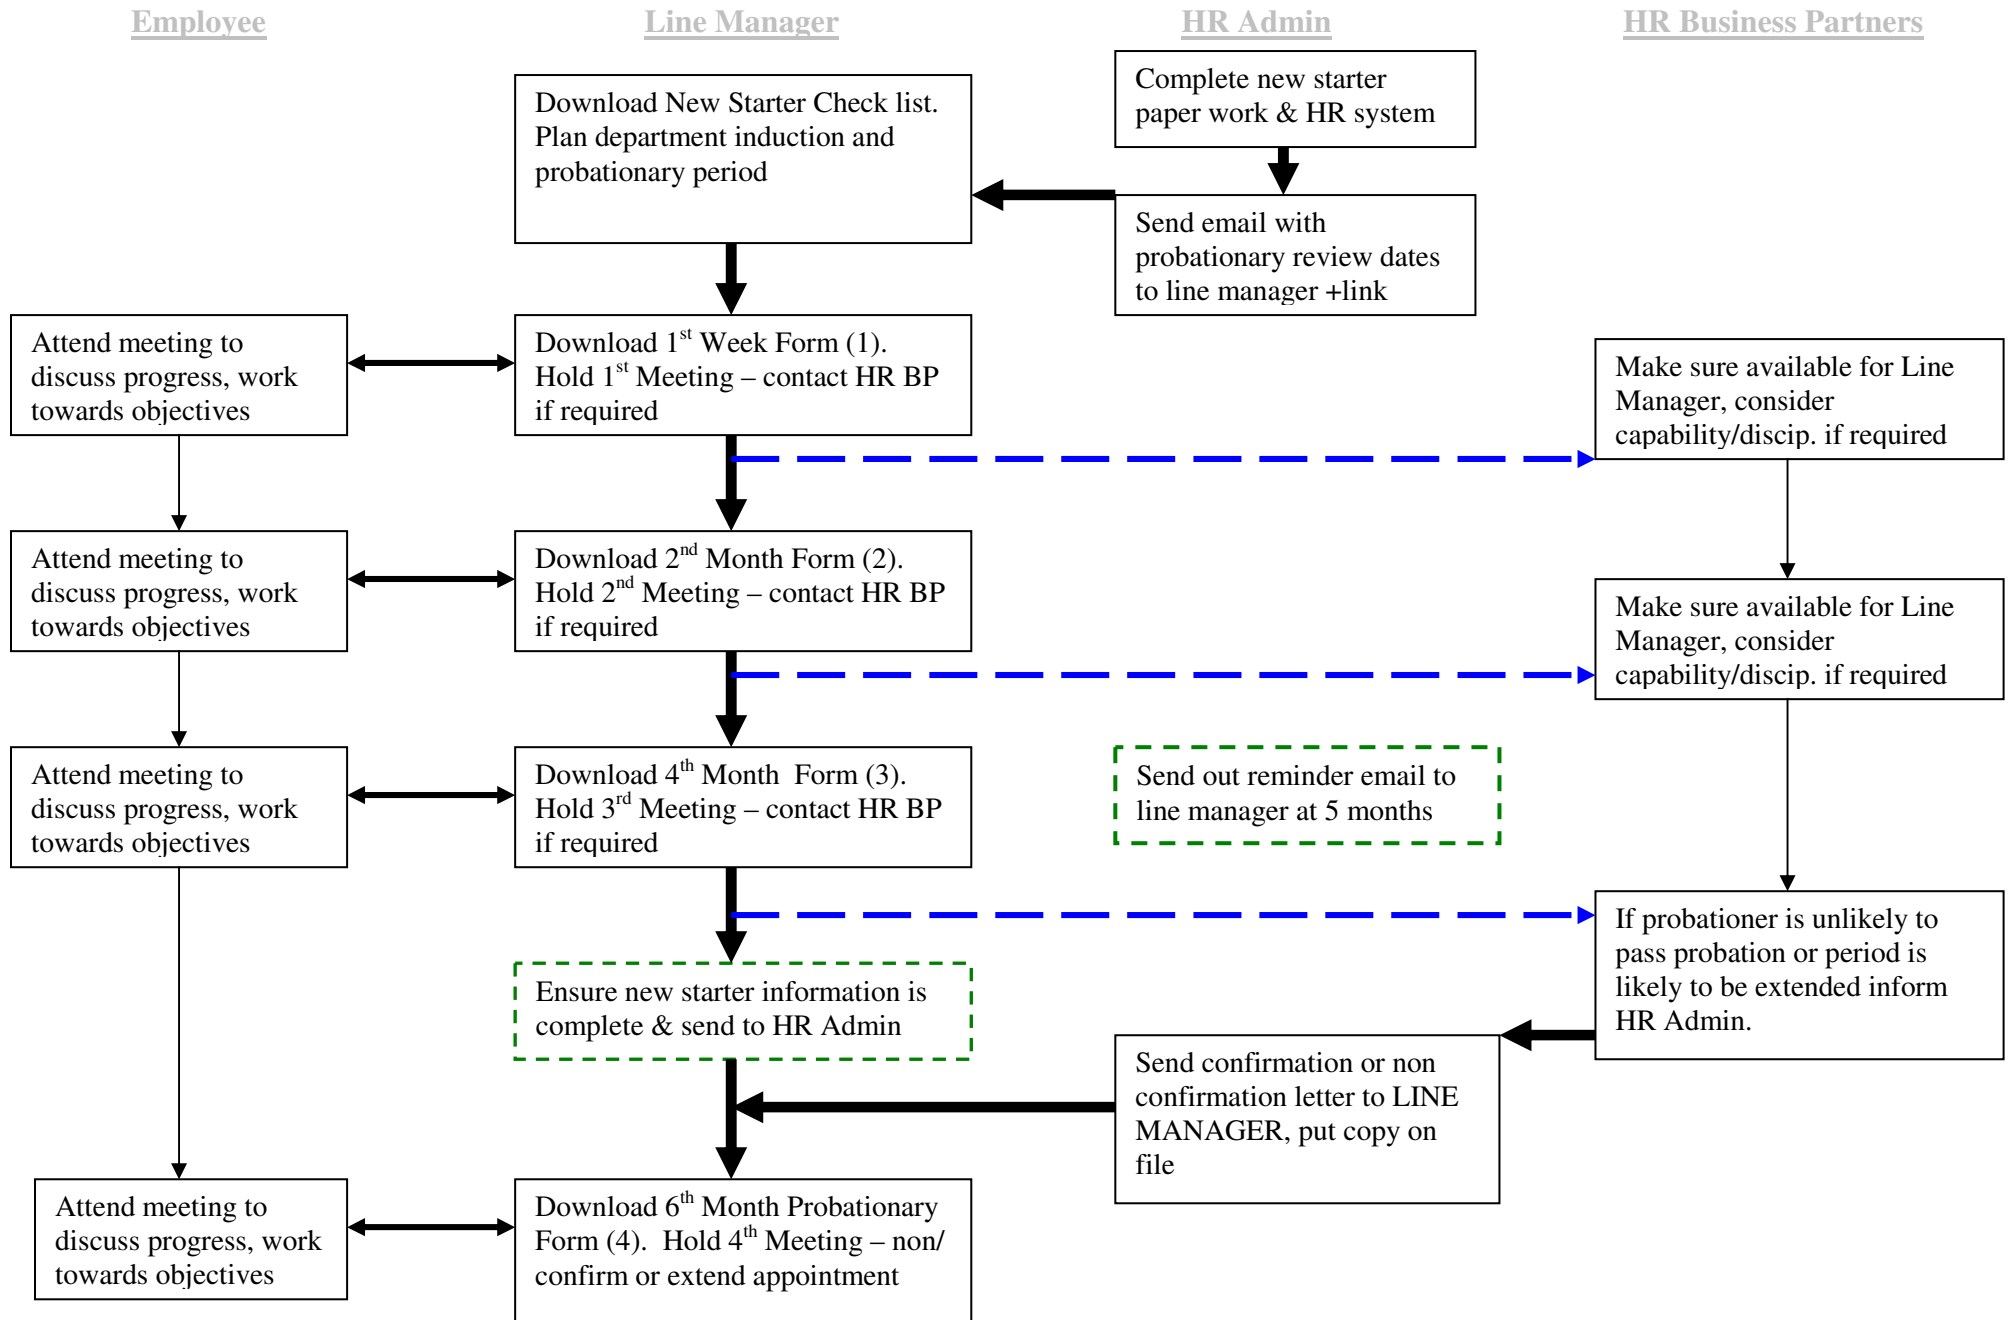 Employee
Line Manager
HR Admin
HR Business Partners
Complete new starter
paper work & HR system
Download New Starter Check list.
Plan department induction and
probationary period
Send email with
probationary review dates
to line manager +link
Attend meeting to
discuss progress, work
towards objectives
Download 1st Week Form (1).
Hold 1st Meeting – contact HR BP
if required
Make sure available for Line
Manager, consider
capability/discip. if required
Attend meeting to
discuss progress, work
towards objectives
Download 2nd Month Form (2).
Hold 2nd Meeting – contact HR BP
if required
Make sure available for Line
Manager, consider
capability/discip. if required
Attend meeting to
discuss progress, work
towards objectives
Download 4th Month  Form (3).
Hold 3rd Meeting – contact HR BP
if required
Send out reminder email to
line manager at 5 months
If probationer is unlikely to
pass probation or period is
likely to be extended inform
HR Admin.
Ensure new starter information is
complete & send to HR Admin
Send confirmation or non
confirmation letter to LINE
MANAGER, put copy on
file
Attend meeting to
discuss progress, work
towards objectives
Download 6th Month Probationary
Form (4).  Hold 4th Meeting – non/
confirm or extend appointment